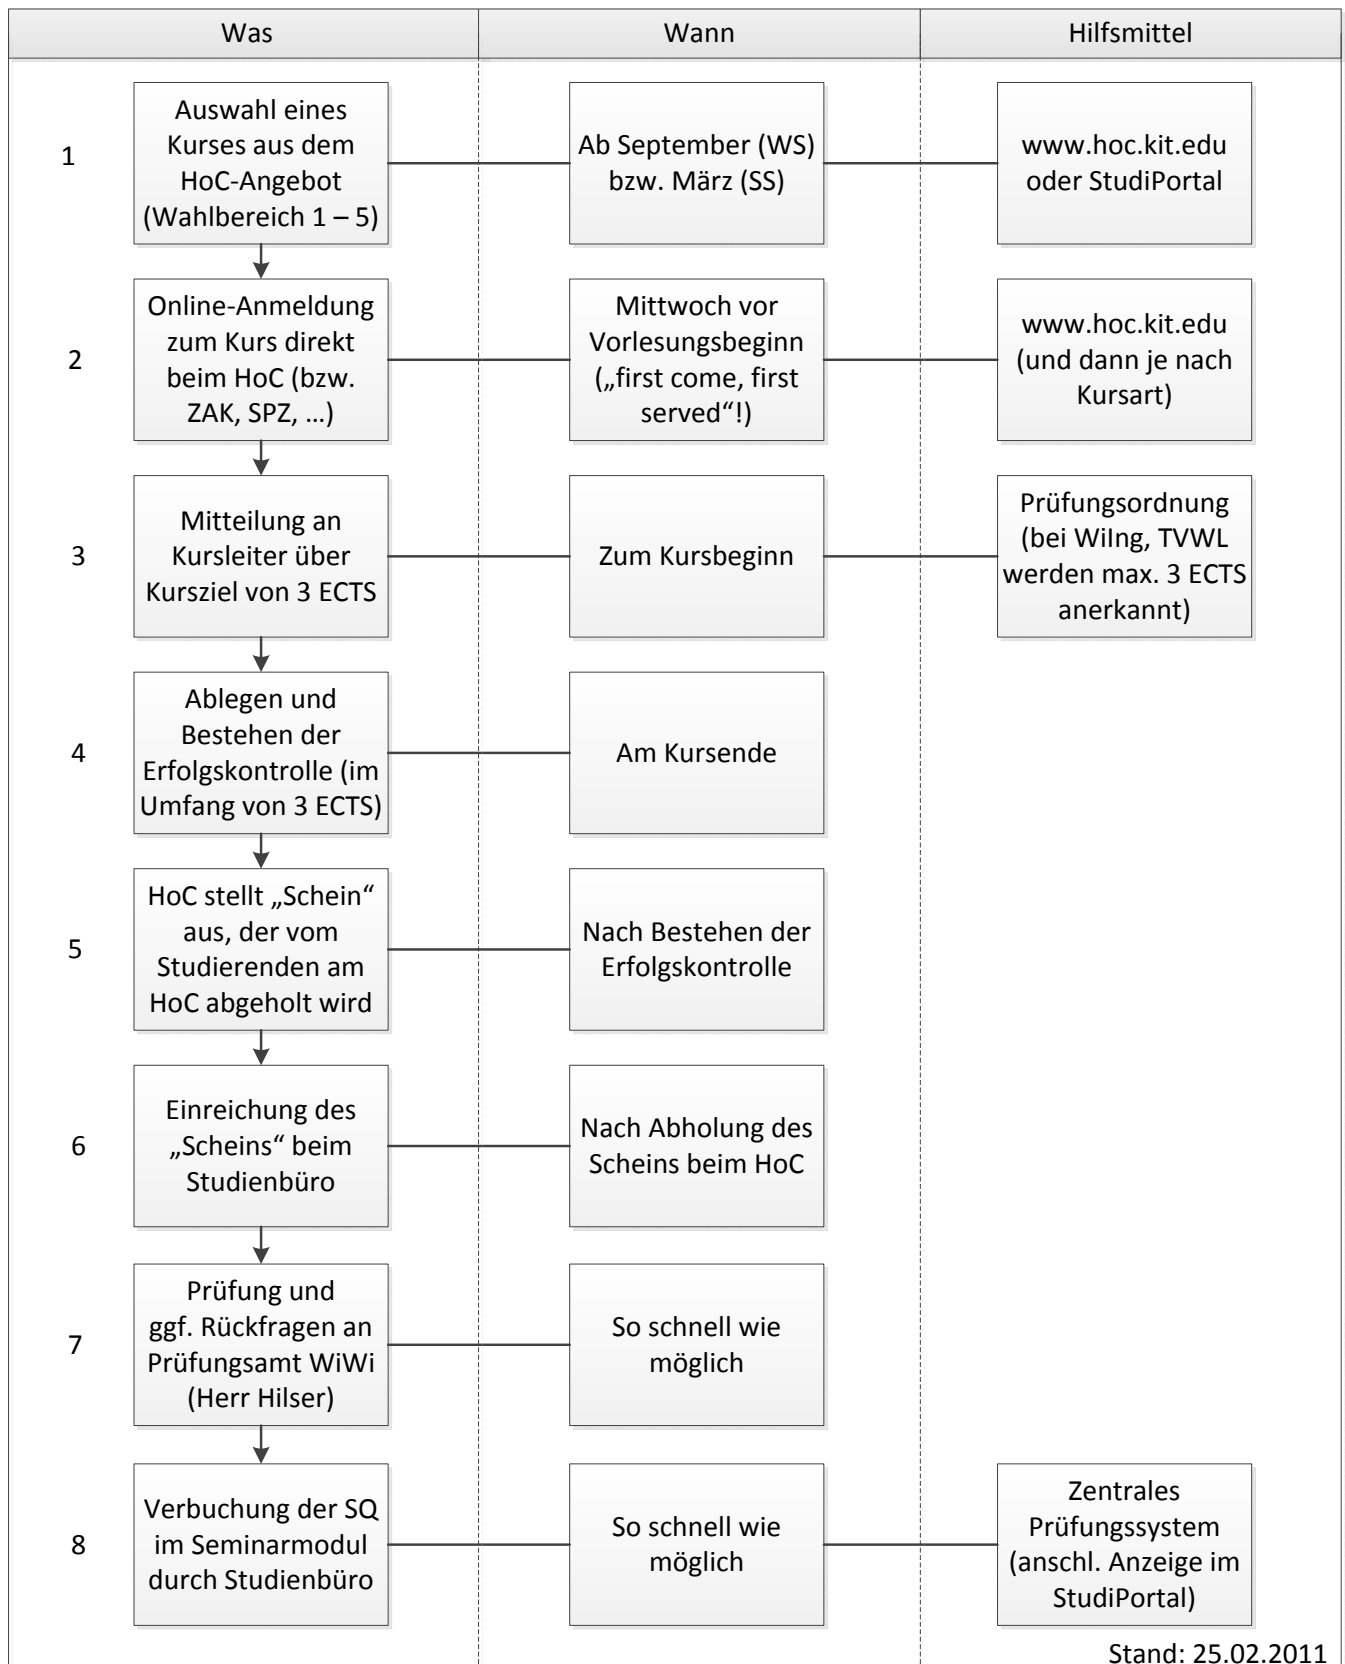 Was
Wann
Hilfsmittel
1
Auswahl eines
Kurses aus dem
HoC-Angebot
(Wahlbereich 1 – 5)
Ab September (WS)
bzw. März (SS)
www.hoc.kit.edu
oder StudiPortal
2
Online-Anmeldung
zum Kurs direkt
beim HoC (bzw.
ZAK, SPZ, …)
Mittwoch vor
Vorlesungsbeginn
(„first come, first
served“!)
www.hoc.kit.edu
(und dann je nach
Kursart)
3
Mitteilung an
Kursleiter über
Kursziel von 3 ECTS
Zum Kursbeginn
Prüfungsordnung
(bei WiIng, TVWL
werden max. 3 ECTS
anerkannt)
4
Ablegen und
Bestehen der
Erfolgskontrolle (im
Umfang von 3 ECTS)
Am Kursende
5
HoC stellt „Schein“
aus, der vom
Studierenden am
HoC abgeholt wird
Nach Bestehen der
Erfolgskontrolle
6
Einreichung des
„Scheins“ beim
Studienbüro
Nach Abholung des
Scheins beim HoC
7
Prüfung und
ggf. Rückfragen an
Prüfungsamt WiWi
(Herr Hilser)
So schnell wie
möglich
8
Verbuchung der SQ
im Seminarmodul
durch Studienbüro
So schnell wie
möglich
Zentrales
Prüfungssystem
(anschl. Anzeige im
StudiPortal)
Stand: 25.02.2011